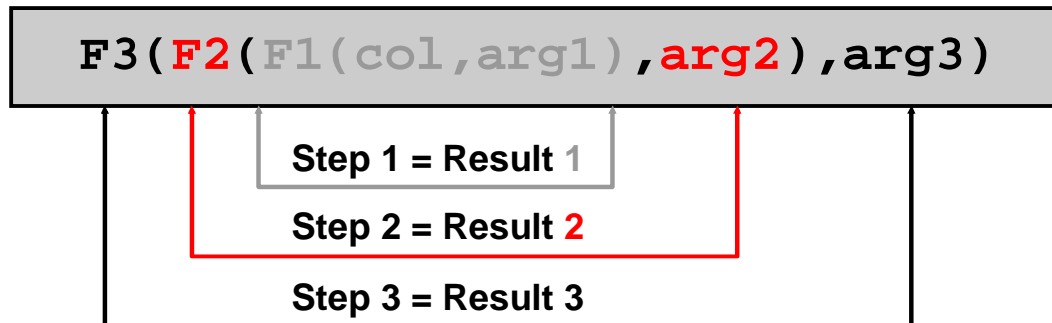 F3(F2(F1(col,arg1),arg2),arg3)
Step 1 = Result 1
Step 2 = Result 2
Step 3 = Result 3